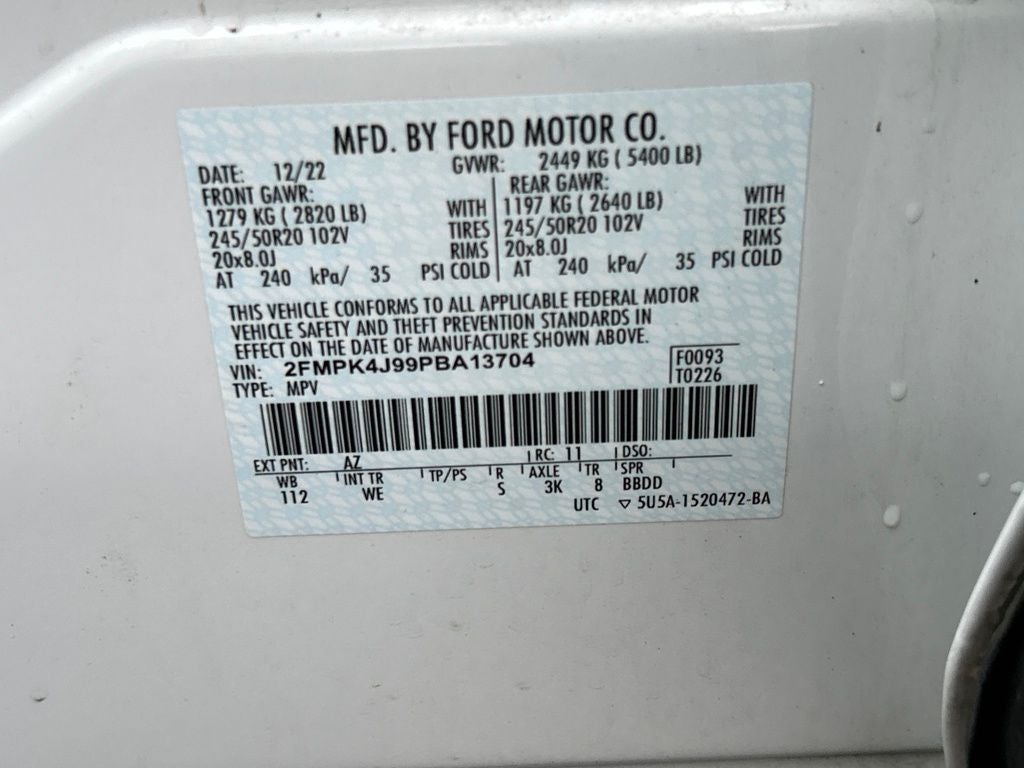 MFD. BY FORD MOTOR CO.
DATE: 12/22 GVWR: 2449 KG ( 5400 LB)
FRONT GAWR: REAR GAWR:
1279 KG ( 2820 LB) WITH 1197 KG ( 2640 LB) WITH
245/50R20 102V TIRES 245/50R20 102V TIRES
20x8.0J RIMS 20x8.0J RIMS
AT 240 kPa/ 35 PSI COLD AT 240 kPa/ 35 PSI COLD
THIS VEHICLE CONFORMS TO ALL APPLICABLE FEDERAL MOTOR
VEHICLE SAFETY AND THEFT PREVENTION STANDARDS IN
EFFECT ON THE DATE OF MANUFACTURE SHOWN ABOVE.
VIN: 2FMPK4J99PBA13704 F0093
TYPE: MPV T0226
EXT PNT: AZ RC: 11 DSO:
WB INT TR TP/PS R AXLE TR SPR
112 WE S 3K 8 BBDD
UTC ▽ 5U5A-1520472-BA